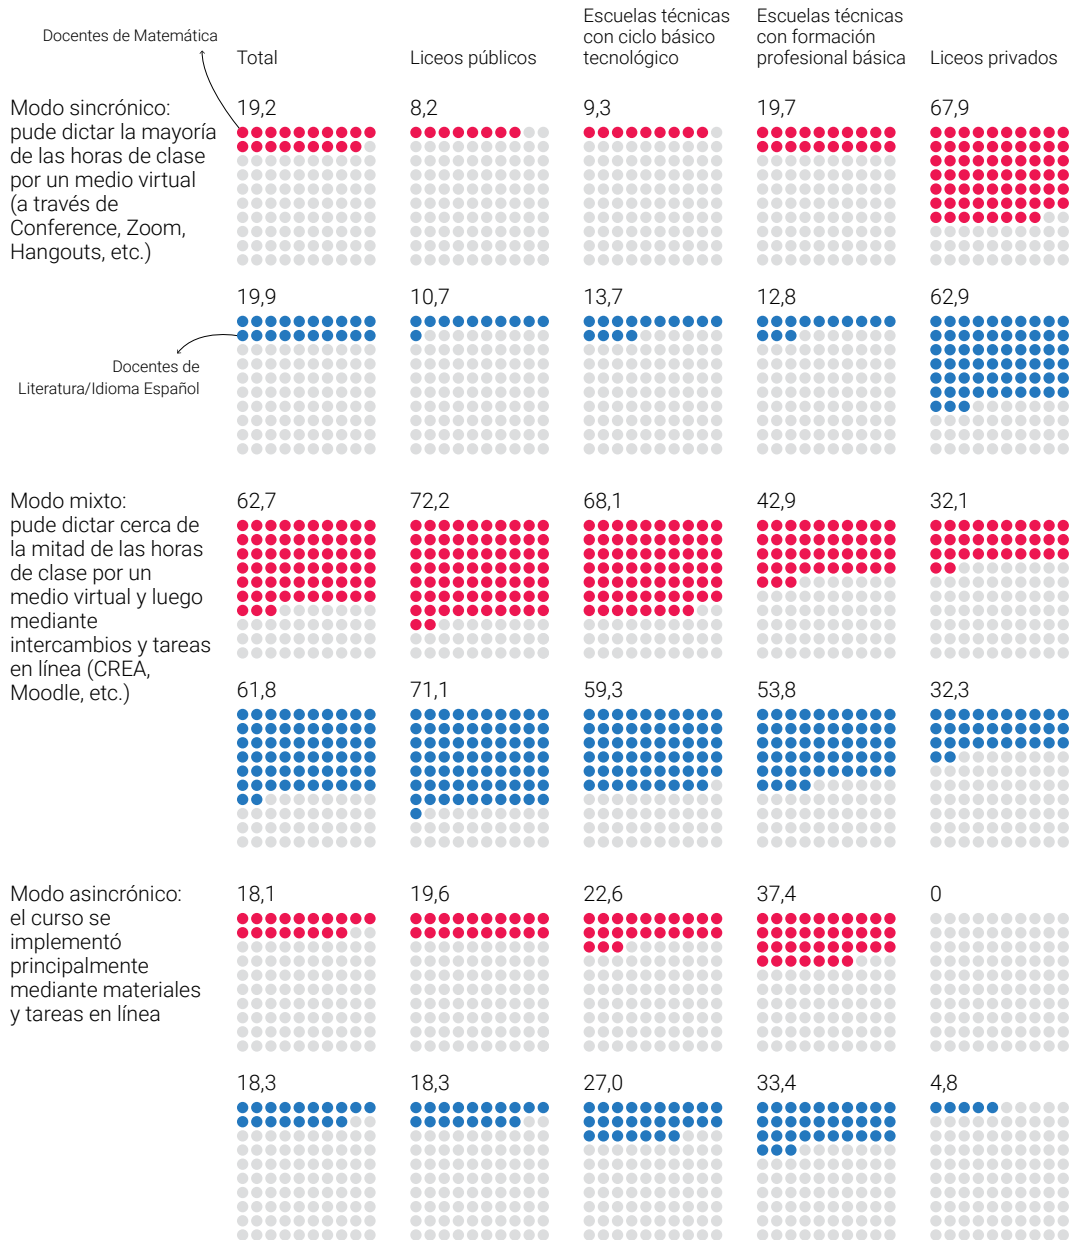 Docentes de Matemática
Total
Liceos públicos
Escuelas técnicas
con ciclo básico
tecnológico
Escuelas técnicas
con formación
profesional básica
Liceos privados
Modo sincrónico:
pude dictar la mayoría
de las horas de clase
por un medio virtual
(a través de
Conference, Zoom,
Hangouts, etc.)
19,2
8,2
9,3
19,7
67,9
19,9
10,7
13,7
12,8
62,9
Docentes de
Literatura/Idioma Español
Modo mixto:
pude dictar cerca de
la mitad de las horas
de clase por un
medio virtual y luego
mediante
intercambios y tareas
en línea (CREA,
Moodle, etc.)
62,7
72,2
68,1
42,9
32,1
61,8
71,1
59,3
53,8
32,3
Modo asincrónico:
el curso se
implementó
principalmente
mediante materiales
y tareas en línea
18,1
19,6
22,6
37,4
0
18,3
18,3
27,0
33,4
4,8